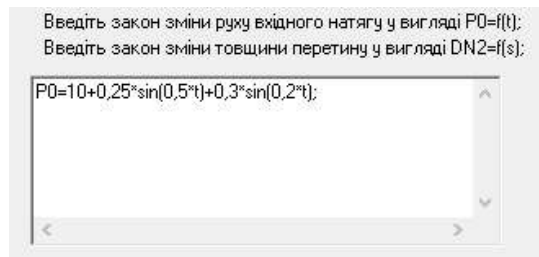 Введіть закон зміни руху вхідного натягу у вигляді P0=f(t);
Введіть закон зміни товщини перетину у вигляді DN2=f(s);
P0=10+0,25*sin(0,5*t)+0,3*sin(0,2*t);